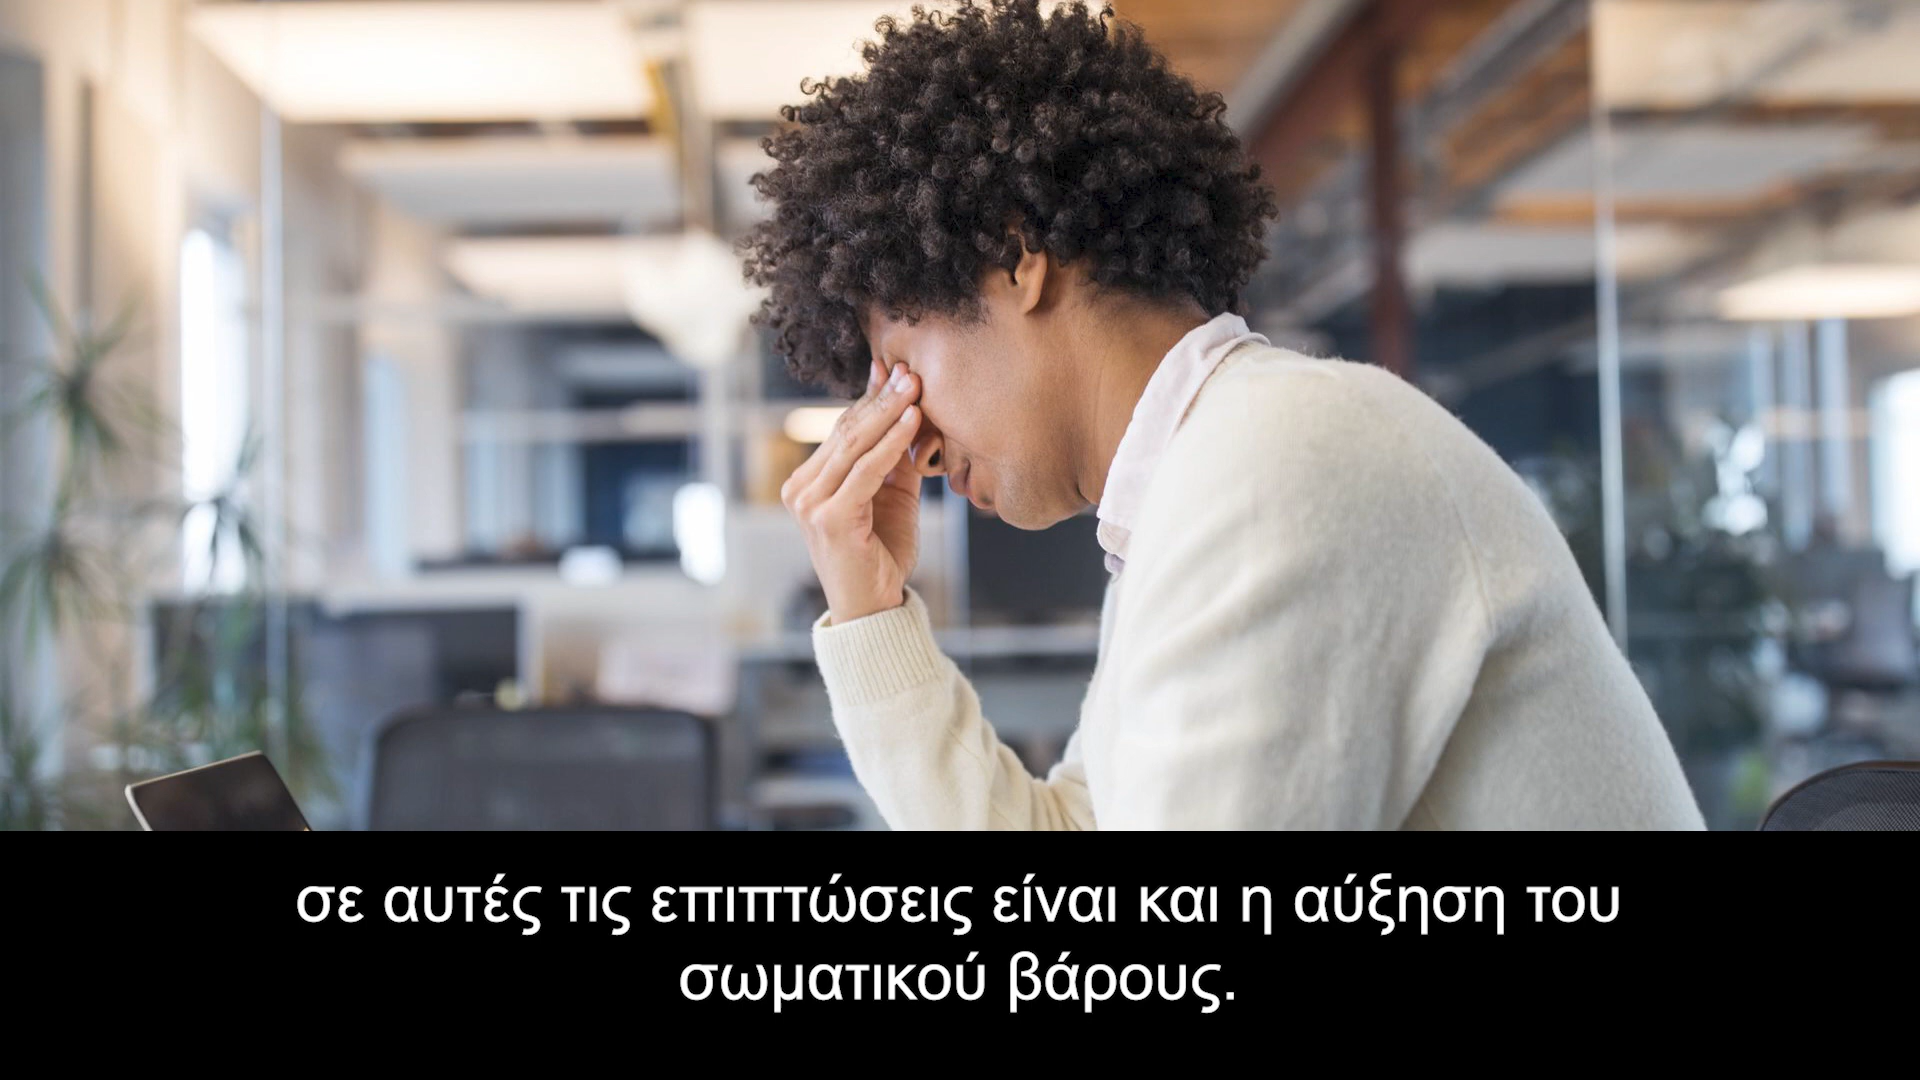 σε αυτές τις επιπτώσεις είναι και η αύξηση του
σωματικού βάρους.